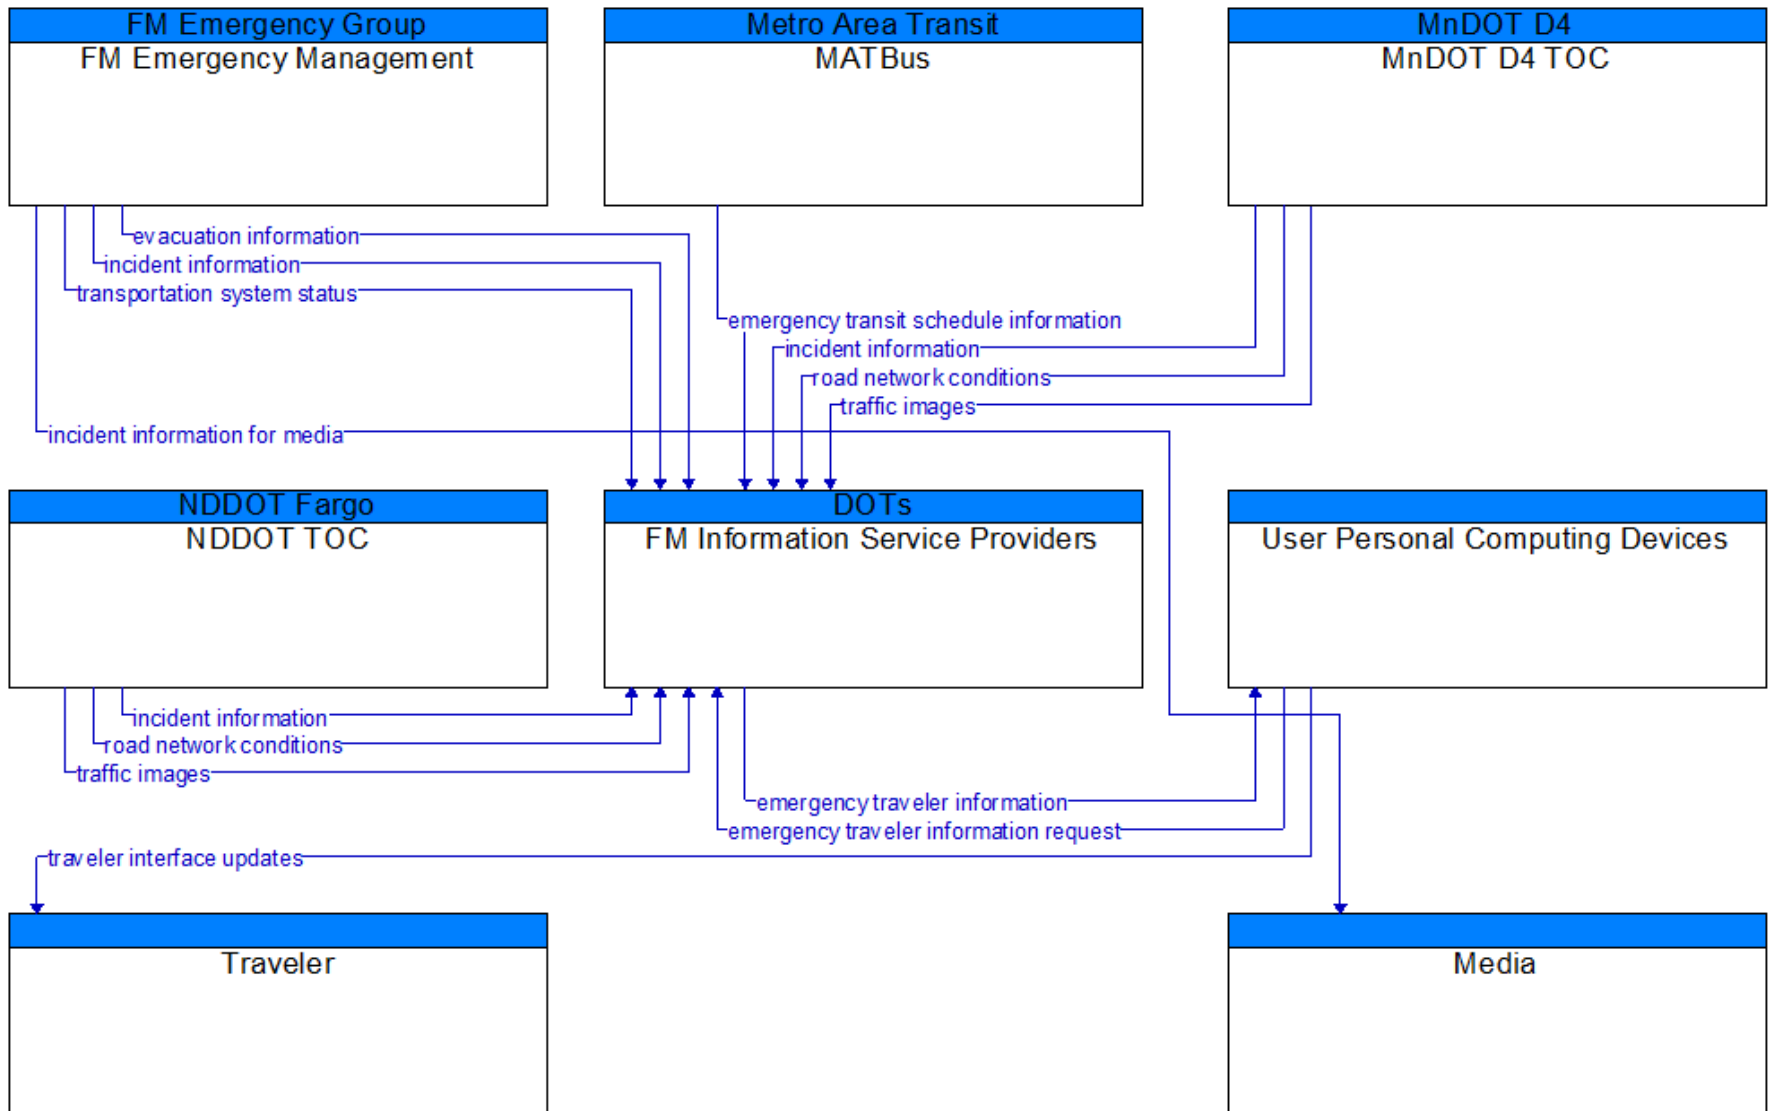 FM Emergency Group
FM Emergency Management
Metro Area Transit
MATBus
MnDOT D4
MnDOT D4 TOC
evacuation information
incident information
transportation system status
emergency transit schedule information
incident information
road network conditions
traffic images
incident information for media
NDDOT Fargo
NDDOT TOC
DOTs
FM Information Service Providers
User Personal Computing Devices
incident information
road network conditions
traffic images
emergency traveler information
emergency traveler information request
traveler interface updates
Traveler
Media